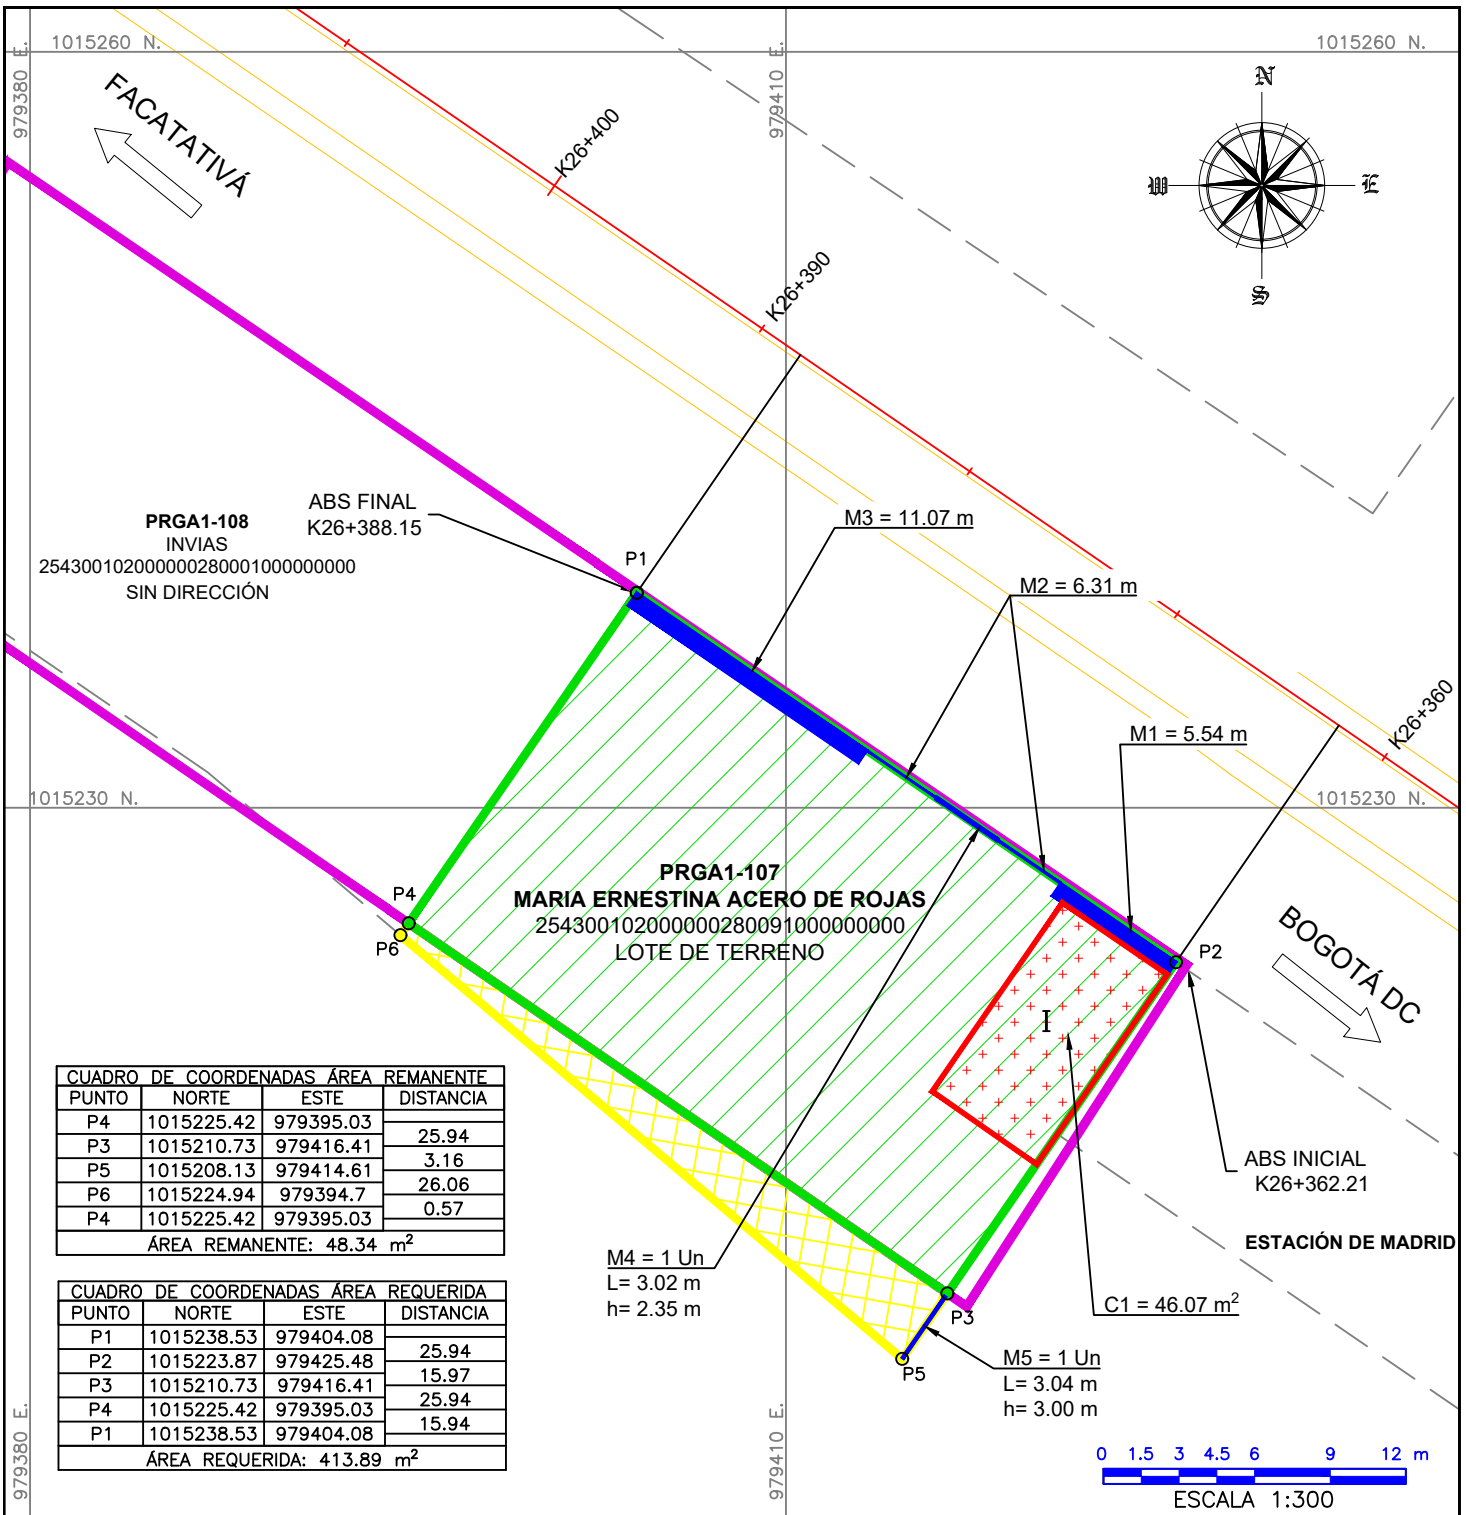 1015260 N.
1015260 N.
979380 E.
979410 E.
N
W
E
S
FACATATIVÁ
K26+400
K26+390
ABS FINAL
K26+388.15
PRGA1-108
INVIAS
254300102000000280001000000000
SIN DIRECCIÓN
P1
M3 = 11.07 m
M2 = 6.31 m
M1 = 5.54 m
K26+360
1015230 N.
1015230 N.
PRGA1-107
MARIA ERNESTINA ACERO DE ROJAS
254300102000000280091000000000
LOTE DE TERRENO
P4
P6
P2
BOGOTÁ DC
I
ABS INICIAL
K26+362.21
ESTACIÓN DE MADRID
C1 = 46.07 m²
M4 = 1 Un
L= 3.02 m
h= 2.35 m
P3
P5
M5 = 1 Un
L= 3.04 m
h= 3.00 m
CUADRO DE COORDENADAS ÁREA REMANENTE
PUNTO NORTE ESTE DISTANCIA
P4 1015225.42 979395.03
25.94
P3 1015210.73 979416.41
3.16
P5 1015208.13 979414.61
26.06
P6 1015224.94 979394.7
0.57
P4 1015225.42 979395.03
ÁREA REMANENTE: 48.34 m²
CUADRO DE COORDENADAS ÁREA REQUERIDA
PUNTO NORTE ESTE DISTANCIA
P1 1015238.53 979404.08
25.94
P2 1015223.87 979425.48
15.97
P3 1015210.73 979416.41
25.94
P4 1015225.42 979395.03
15.94
P1 1015238.53 979404.08
ÁREA REQUERIDA: 413.89 m²
979380 E.
979410 E.
0 1.5 3 4.5 6 9 12 m
ESCALA 1:300